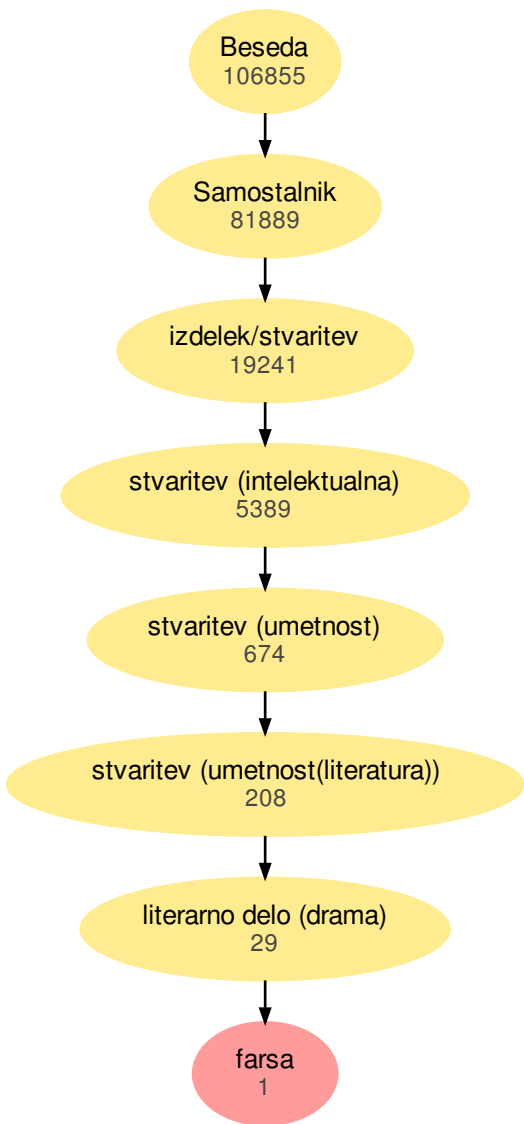 Beseda
106855
Samostalnik
81889
izdelek/stvaritev
19241
stvaritev (intelektualna)
5389
stvaritev (umetnost)
674
stvaritev (umetnost(literatura))
208
literarno delo (drama)
29
farsa
1